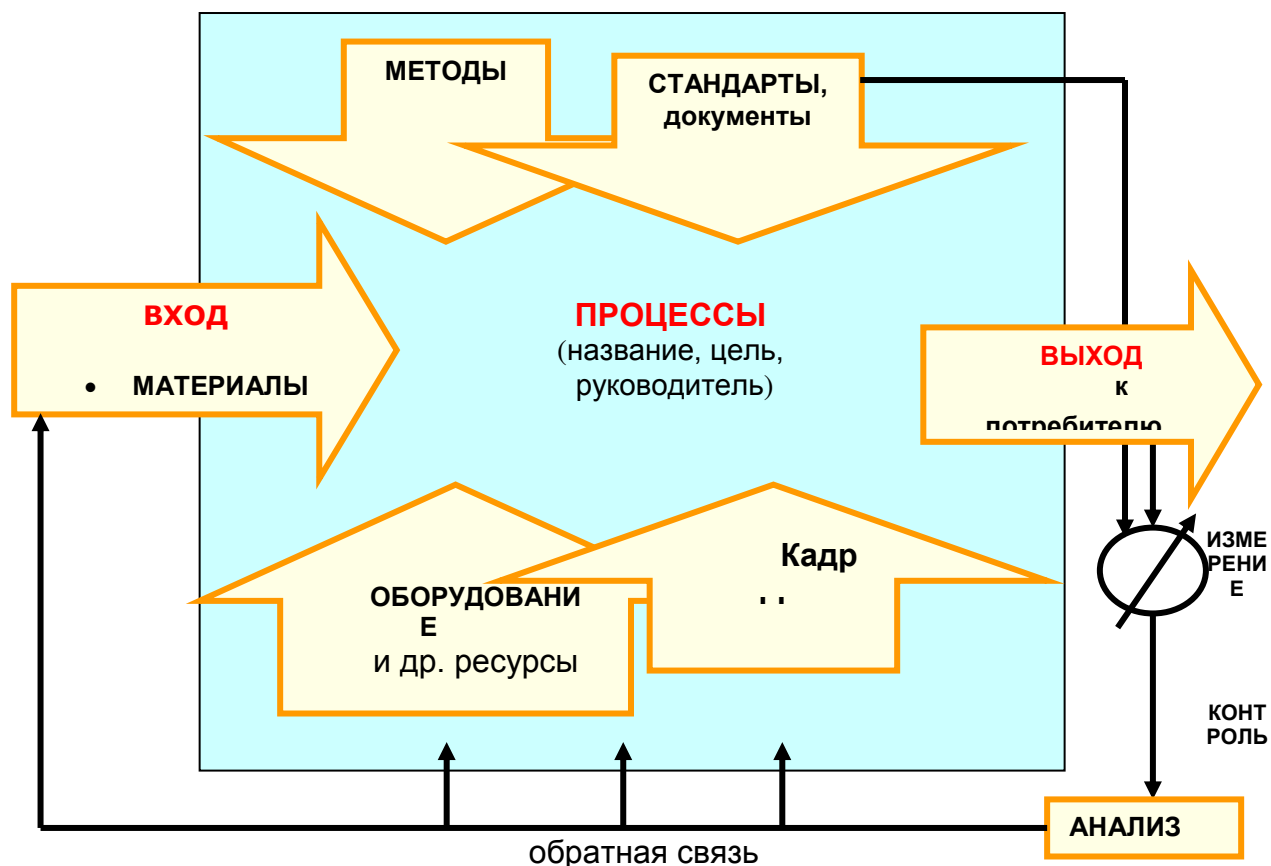 МЕТОДЫ
СТАНДАРТЫ,
документы
ВХОД
• МАТЕРИАЛЫ
ПРОЦЕССЫ
(название, цель,
руководитель)
ВЫХОД
к
потребителю
ИЗМЕ
РЕНИ
Е
Кадр
ОБОРУДОВАНИ
Е
и др. ресурсы
КОНТ
РОЛЬ
АНАЛИЗ
обратная связь